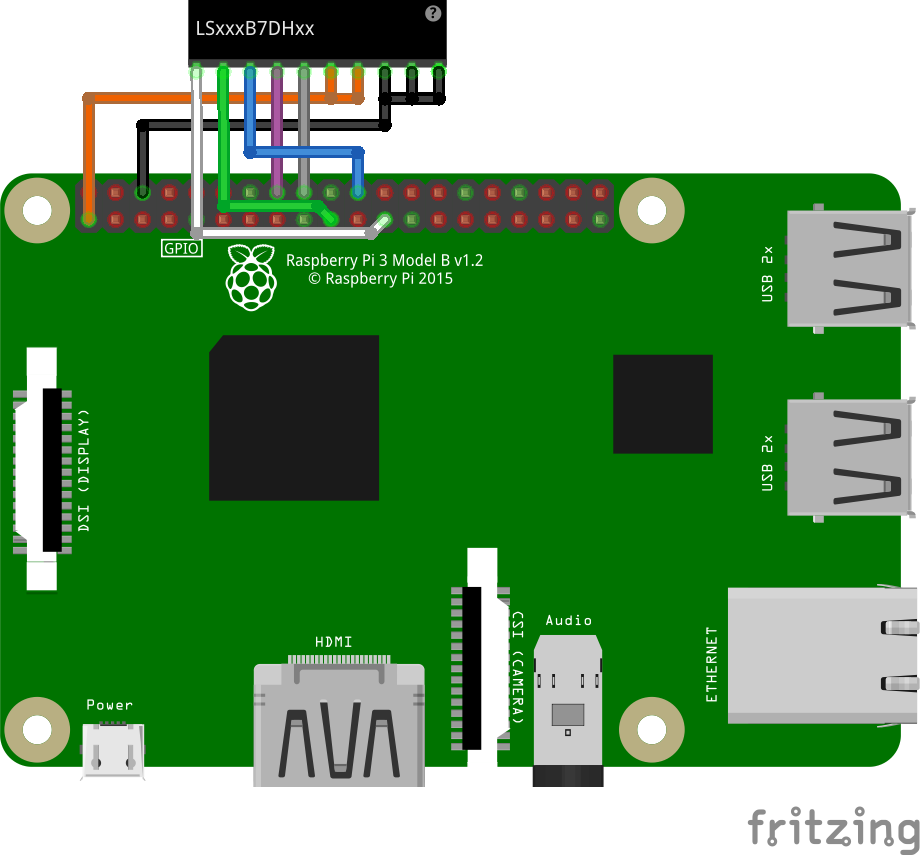 LSxxxB7DHxx
?
GPIO
Raspberry Pi 3 Model B v1.2
© Raspberry Pi 2015
USB 2x
DSI (DISPLAY)
USB 2x
HDMI
CSI (CAMERA)
Audio
ETHERNET
Power
fritzing